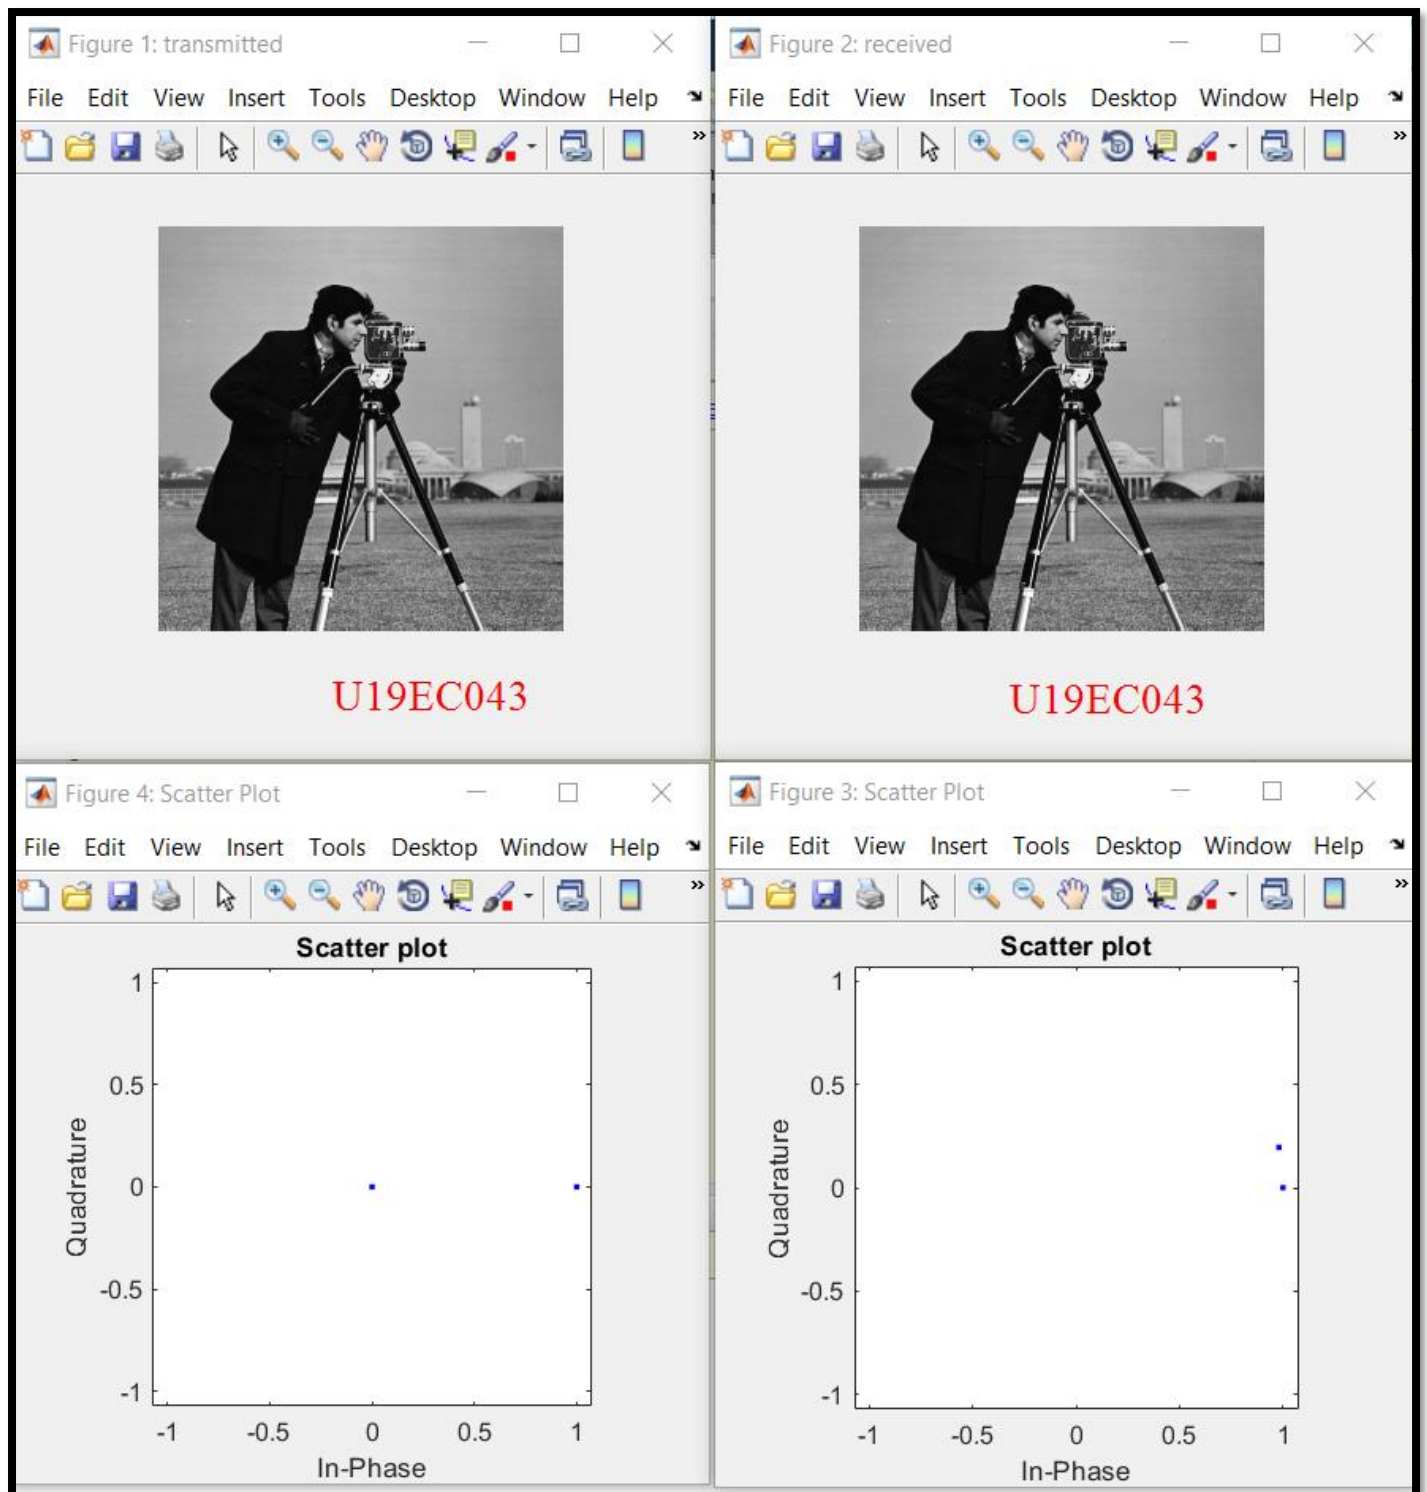 Figure 1: transmitted
File Edit View Insert Tools Desktop Window Help
U19EC043
Figure 2: received
File Edit View Insert Tools Desktop Window Help
U19EC043
Figure 4: Scatter Plot
File Edit View Insert Tools Desktop Window Help
Scatter plot
1
0.5
0
-0.5
-1
Quadrature
-1 -0.5 0 0.5 1
In-Phase
Figure 3: Scatter Plot
File Edit View Insert Tools Desktop Window Help
Scatter plot
1
0.5
0
-0.5
-1
Quadrature
-1 -0.5 0 0.5 1
In-Phase